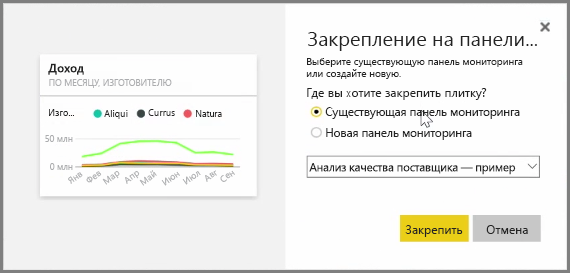 Закрепление на панели...
Выберите существующую панель мониторинга
или создайте новую.
Где вы хотите закрепить плитку?
Существующая панель мониторинга
Новая панель мониторинга
Анализ качества поставщика — пример
Закрепить
Отмена
Доход
ПО МЕСЯЦУ, ИЗГОТОВИТЕЛЮ
Изго... Aliqui Currus Natura
50 млн
0 млн
Янв Фев Мар Апр Май Июн Июл Авг Сен